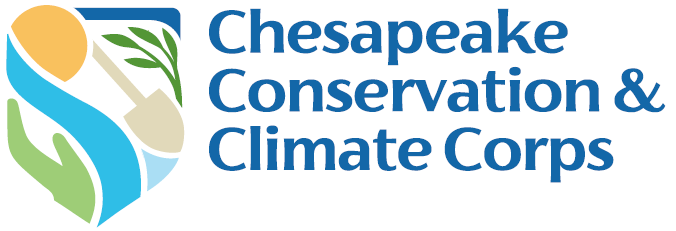 Chesapeake
Conservation &
Climate Corps